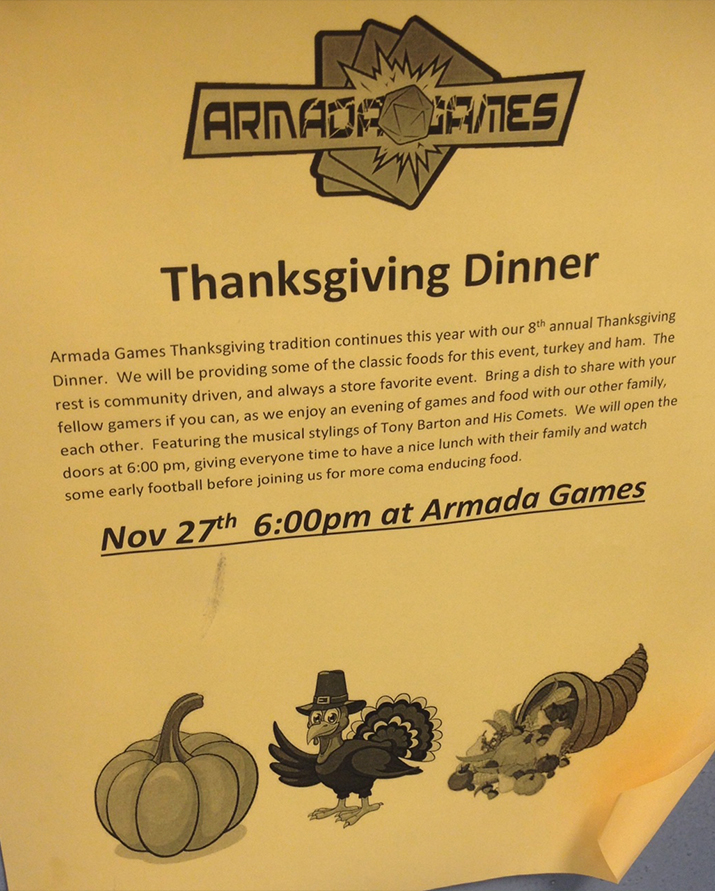 ARMADA GAMES
Thanksgiving Dinner
Armada Games Thanksgiving tradition continues this year with our 8th annual Thanksgiving
Dinner. We will be providing some of the classic foods for this event, turkey and ham. The
rest is community driven, and always a store favorite event. Bring a dish to share with your
fellow gamers if you can, as we enjoy an evening of games and food with our other family,
each other. Featuring the musical stylings of Tony Barton and His Comets. We will open the
doors at 6:00 pm, giving everyone time to have a nice lunch with their family and watch
some early football before joining us for more coma enducing food.
Nov 27th 6:00pm at Armada Games